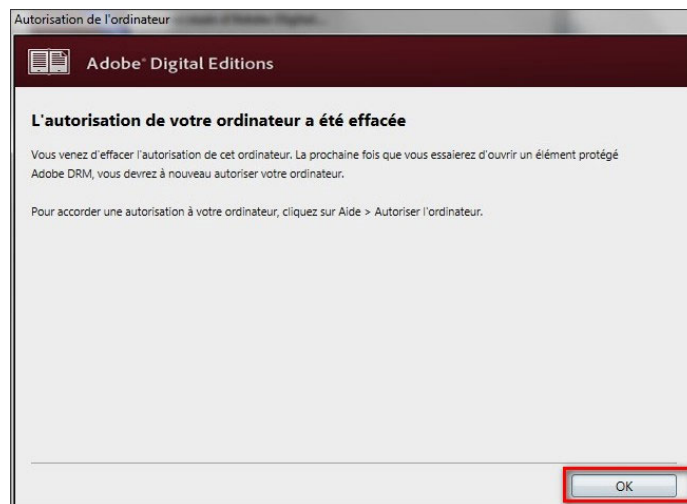 Autorisation de l'ordinateur
Adobe® Digital Editions
L'autorisation de votre ordinateur a été effacée
Vous venez d'effacer l'autorisation de cet ordinateur. La prochaine fois que vous essaierez d'ouvrir un élément protégé
Adobe DRM, vous devrez à nouveau autoriser votre ordinateur.
Pour accorder une autorisation à votre ordinateur, cliquez sur Aide > Autoriser l'ordinateur.
OK